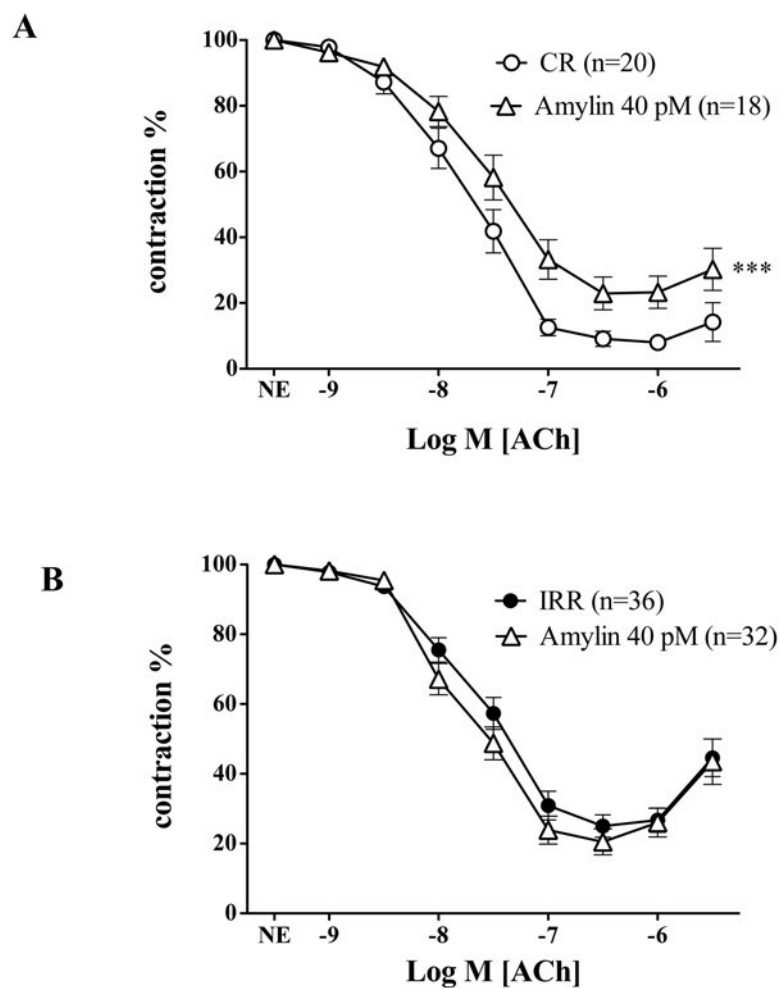 A
100
80
60
40
20
0
contraction %
CR (n=20)
Amylin 40 pM (n=18)
***
NE -9 -8 -7 -6
Log M [ACh]
B
100
80
60
40
20
0
contraction %
IRR (n=36)
Amylin 40 pM (n=32)
NE -9 -8 -7 -6
Log M [ACh]